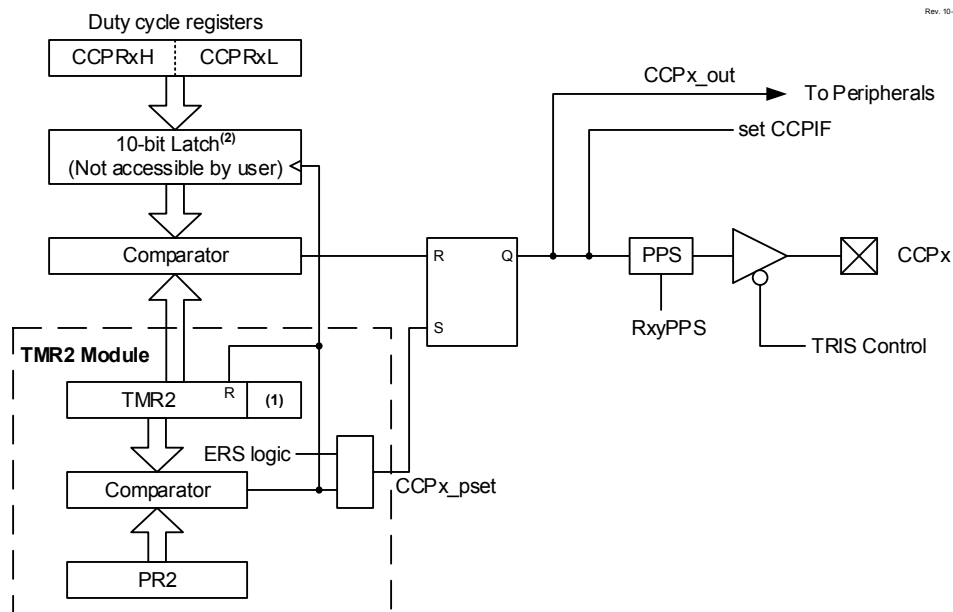 Rev. 10-
Duty cycle registers
CCPRxH CCPRxL
CCPx_out
To Peripherals
set CCPIF
10-bit Latch(2)
(Not accessible by user)
Comparator
R Q
S
PPS
CCPx
RxyPPS
TRIS Control
TMR2 Module
TMR2 R (1)
ERS logic
CCPx_pset
Comparator
PR2